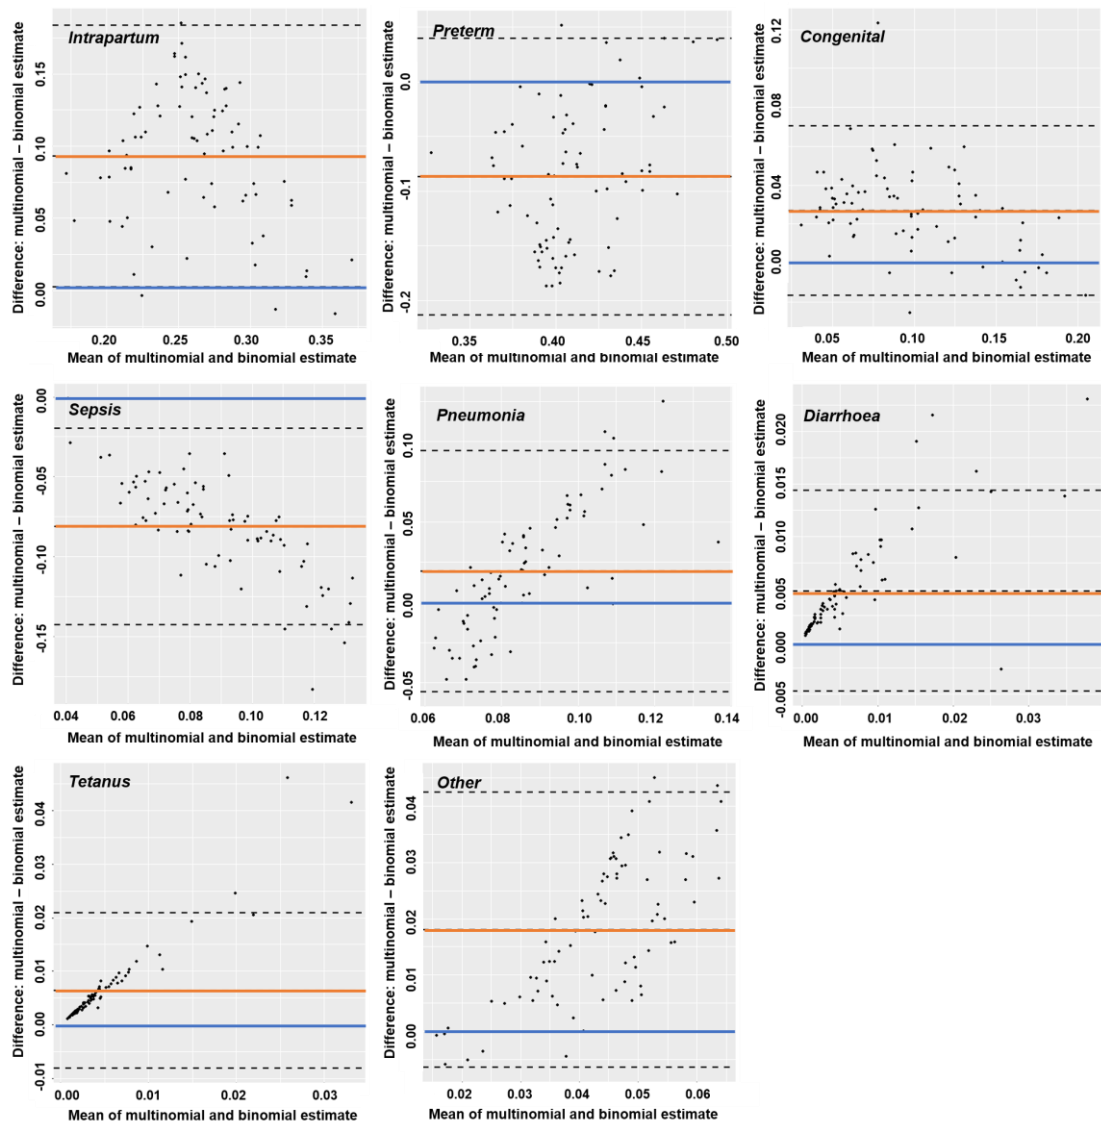 Intrapartum
Difference: multinomial – binomial estimate
0.15
0.10
0.05
0.00
0.20 0.25 0.30 0.35
Mean of multinomial and binomial estimate
Preterm
Difference: multinomial – binomial estimate
0.0
-0.1
-0.2
0.35 0.40 0.45 0.50
Mean of multinomial and binomial estimate
Congenital
Difference: multinomial – binomial estimate
0.12
0.08
0.04
0.00
0.05 0.10 0.15 0.20
Mean of multinomial and binomial estimate
Sepsis
Difference: multinomial – binomial estimate
0.00
-0.05
-0.10
-0.15
0.04 0.06 0.08 0.10 0.12
Mean of multinomial and binomial estimate
Pneumonia
Difference: multinomial – binomial estimate
0.10
0.05
0.00
-0.05
0.06 0.08 0.10 0.12 0.14
Mean of multinomial and binomial estimate
Diarrhoea
Difference: multinomial – binomial estimate
0.020
0.015
0.010
0.005
0.000
-0.005
0.00 0.01 0.02 0.03
Mean of multinomial and binomial estimate
Tetanus
Difference: multinomial – binomial estimate
0.04
0.03
0.02
0.01
0.00
-0.01
0.00 0.01 0.02 0.03
Mean of multinomial and binomial estimate
Other
Difference: multinomial – binomial estimate
0.04
0.03
0.02
0.01
0.00
0.02 0.03 0.04 0.05 0.06
Mean of multinomial and binomial estimate